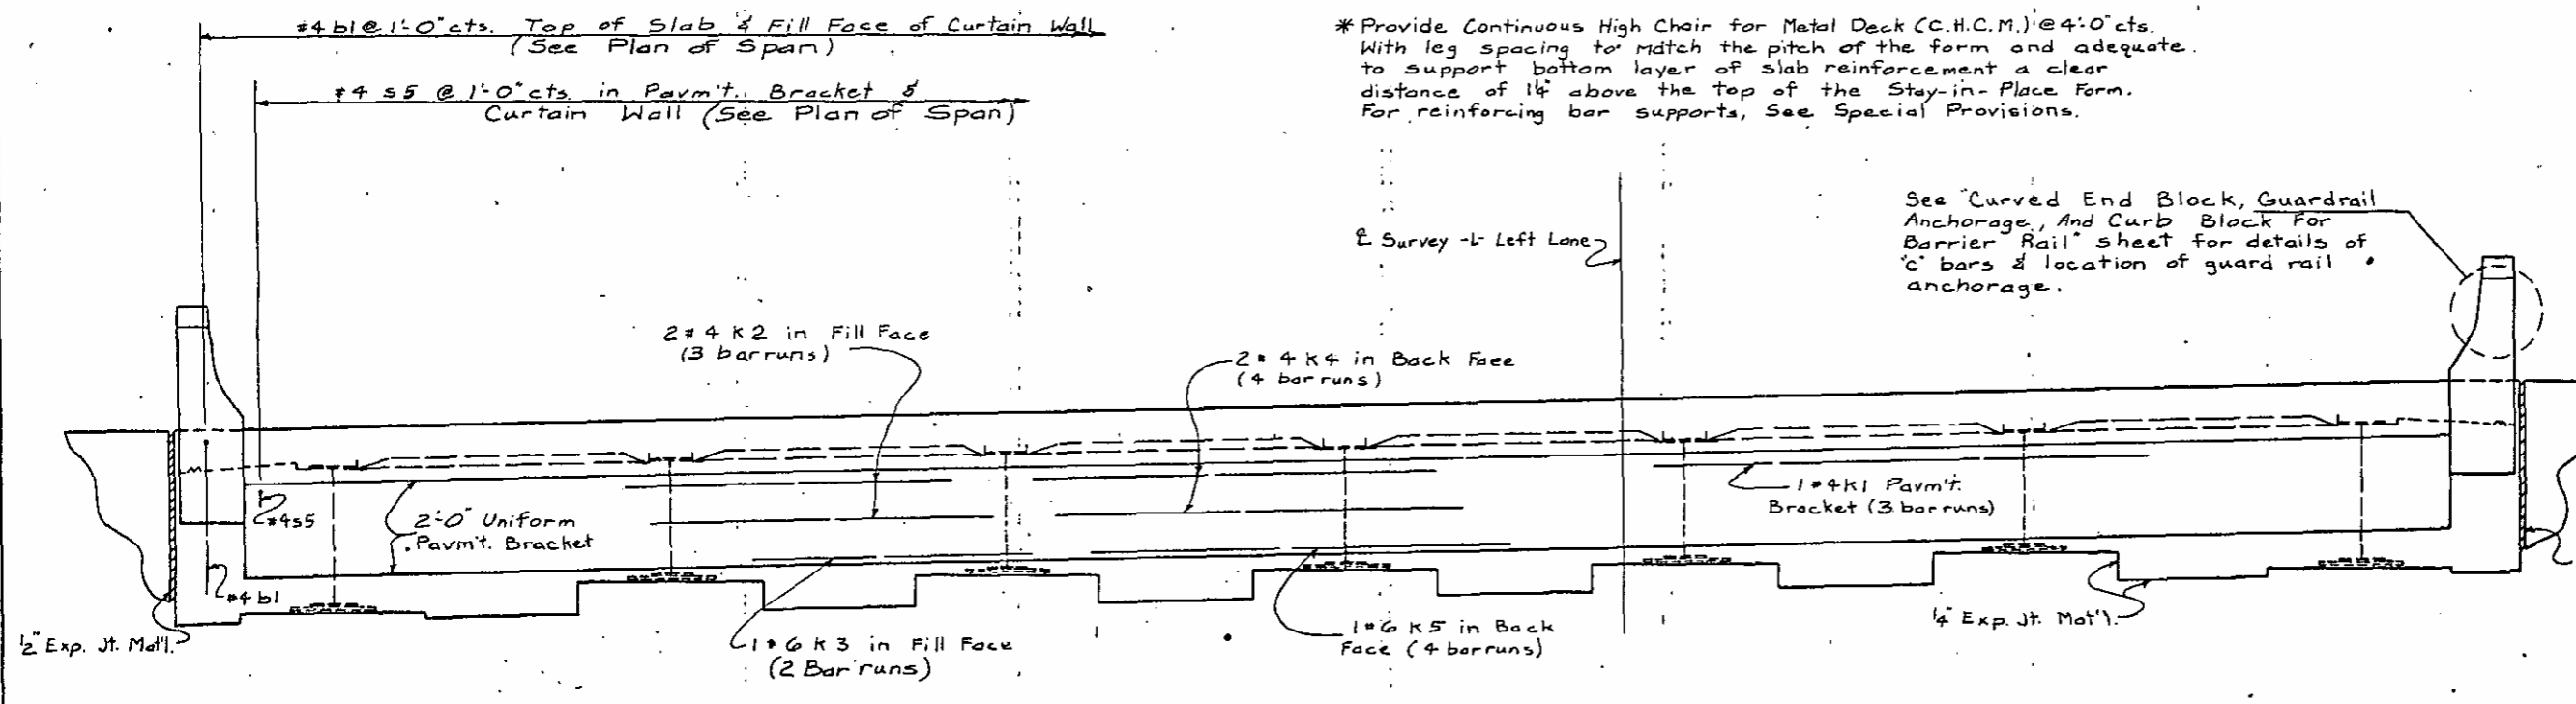 #4 b1 @ 1'-0" cts. Top of Slab & Fill Face of Curtain Wall
(See Plan of Span)
#4 s5 @ 1'-0" cts. in Pavm't. Bracket &
Curtain Wall (See Plan of Span)
* Provide Continuous High Chair for Metal Deck (C.H.C.M.) @ 4'-0" cts.
With leg spacing to match the pitch of the form and adequate
to support bottom layer of slab reinforcement a clear
distance of 1¼" above the top of the Stay-in-Place Form.
For reinforcing bar supports, See Special Provisions.
See "Curved End Block, Guardrail
Anchorage, And Curb Block For
Barrier Rail" sheet for details of
"c" bars & location of guard rail
anchorage.
℄ Survey -L- Left Lane
2 #4 K2 in Fill Face
(3 bar runs)
2 #4 K4 in Back Face
(4 bar runs)
1 #4 K1 Pavm't.
Bracket (3 bar runs)
#4 s5
2'-0" Uniform
Pavm't. Bracket
#4 b1
½" Exp. Jt. Mat'l.
1 #6 K3 in Fill Face
(2 Bar runs)
1 #6 K5 in Back
Face (4 bar runs)
¼" Exp. Jt. Mat'l.